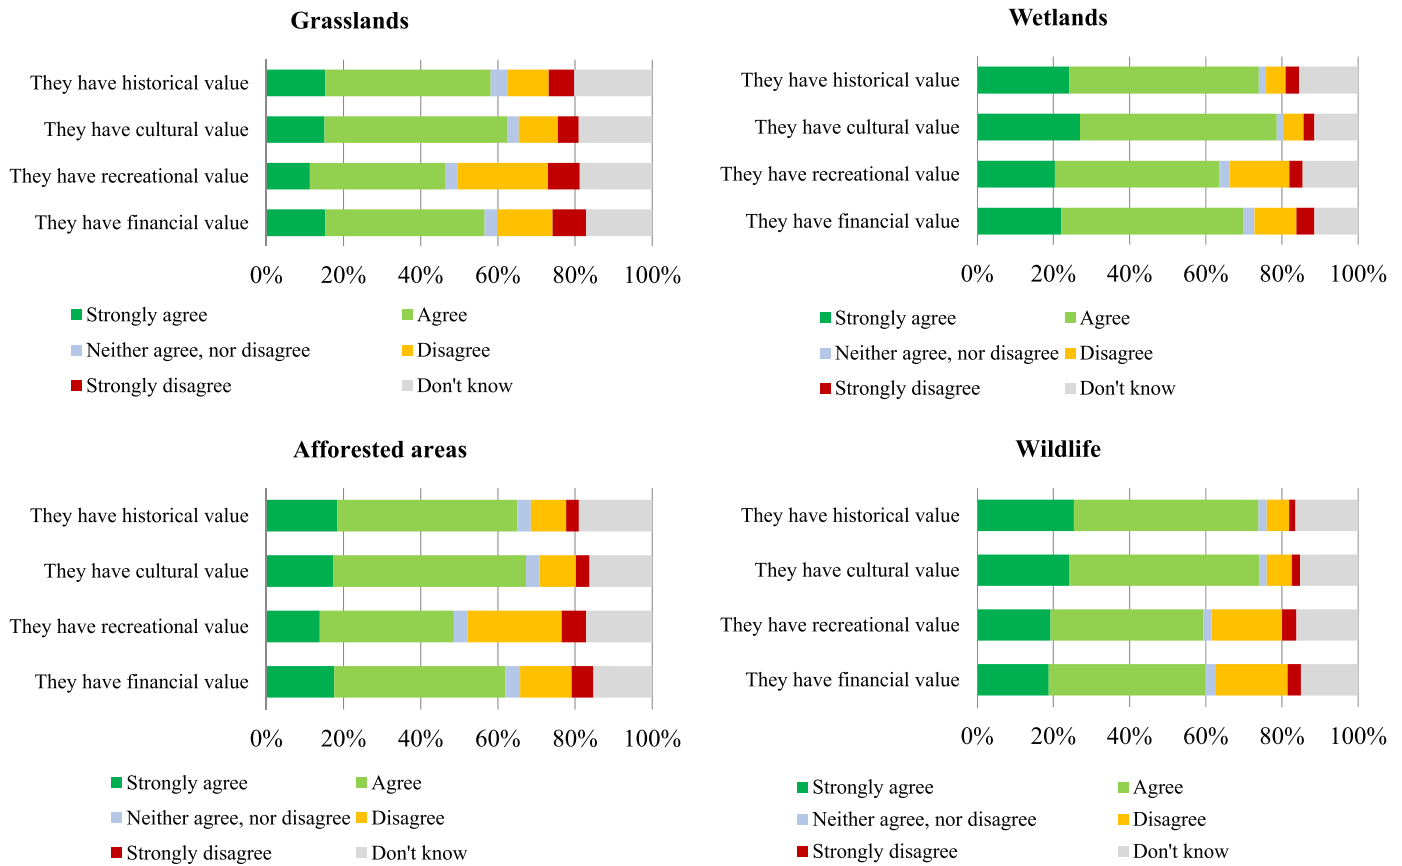 Grasslands
They have historical value
They have cultural value
They have recreational value
They have financial value
0% 20% 40% 60% 80% 100%
Strongly agree Agree
Neither agree, nor disagree Disagree
Strongly disagree Don't know
Wetlands
They have historical value
They have cultural value
They have recreational value
They have financial value
0% 20% 40% 60% 80% 100%
Strongly agree Agree
Neither agree, nor disagree Disagree
Strongly disagree Don't know
Afforested areas
They have historical value
They have cultural value
They have recreational value
They have financial value
0% 20% 40% 60% 80% 100%
Strongly agree Agree
Neither agree, nor disagree Disagree
Strongly disagree Don't know
Wildlife
They have historical value
They have cultural value
They have recreational value
They have financial value
0% 20% 40% 60% 80% 100%
Strongly agree Agree
Neither agree, nor disagree Disagree
Strongly disagree Don't know